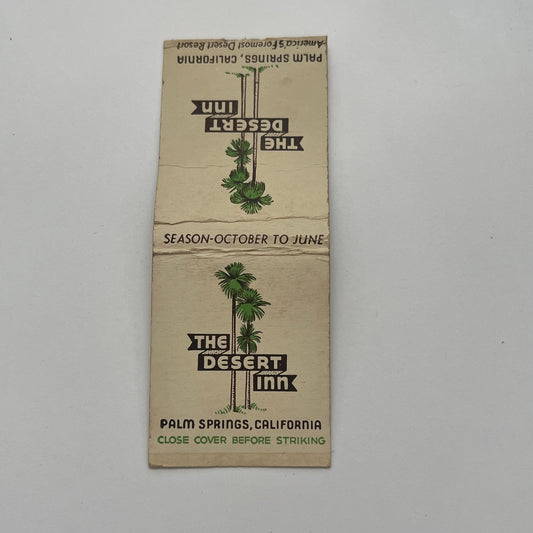 America's Foremost Desert Resort
PALM SPRINGS, CALIFORNIA
THE
DESERT
Inn
SEASON-OCTOBER TO JUNE
THE
DESERT
Inn
PALM SPRINGS, CALIFORNIA
CLOSE COVER BEFORE STRIKING